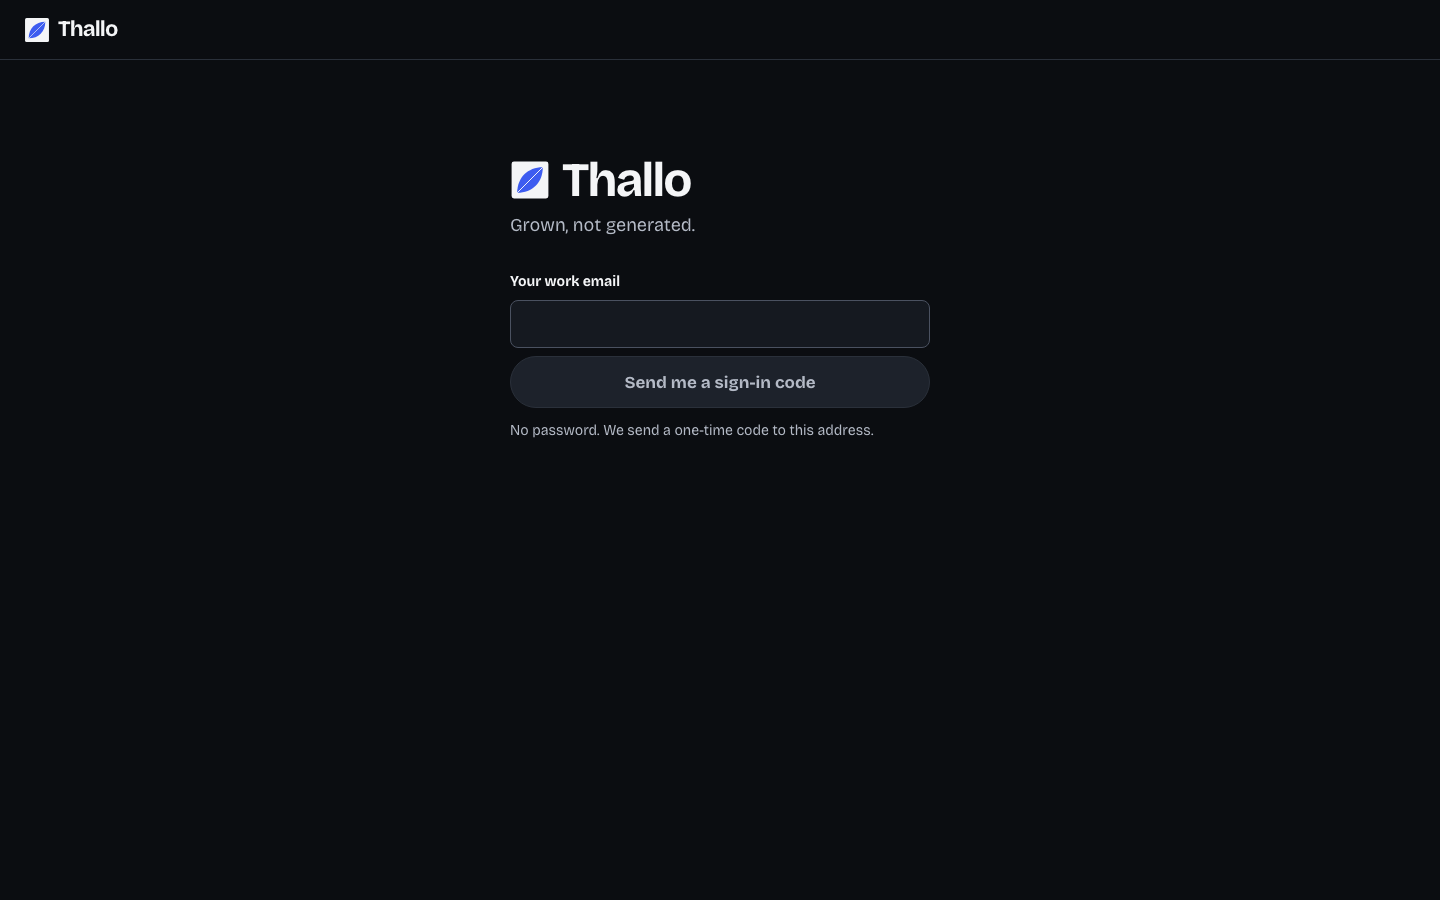 Thallo
Thallo
Grown, not generated.
Your work email
Send me a sign-in code
No password. We send a one-time code to this address.